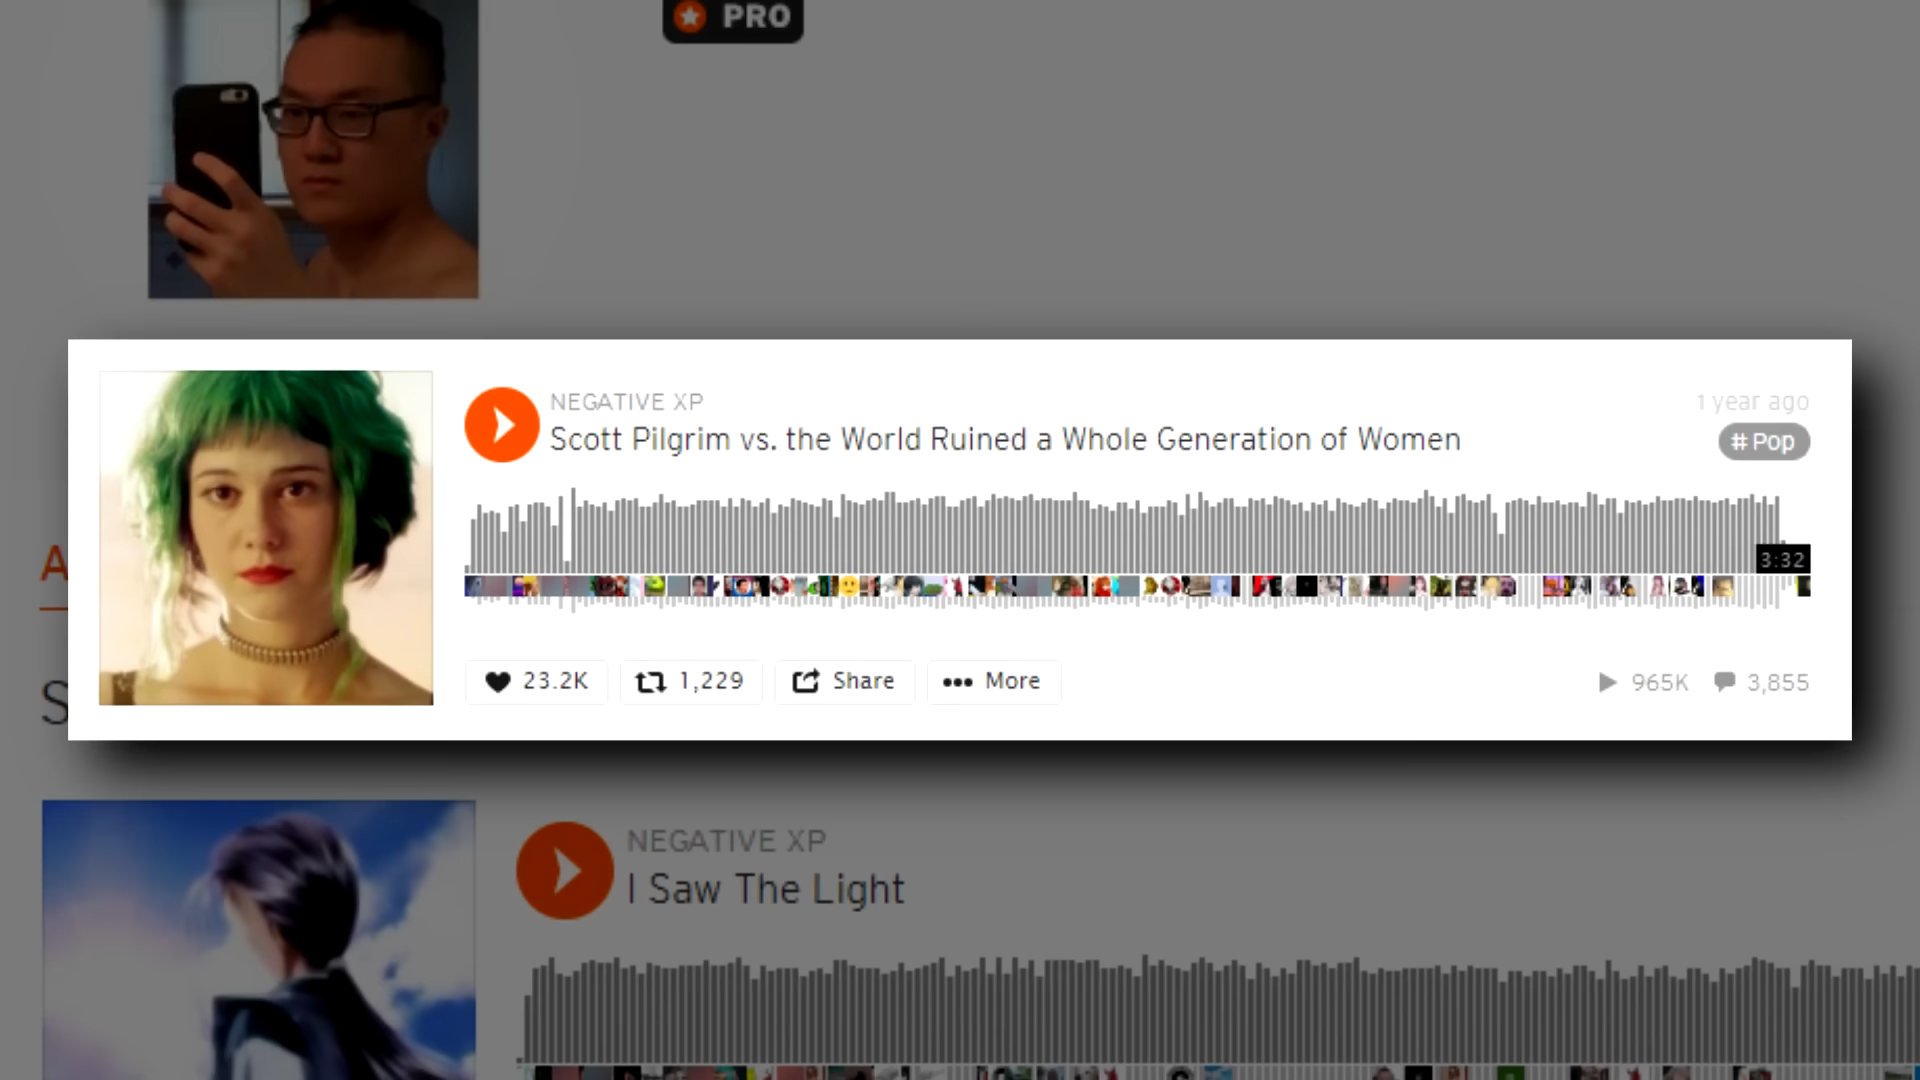 PRO
NEGATIVE XP
1 year ago
Scott Pilgrim vs. the World Ruined a Whole Generation of Women
# Pop
3:32
A
S
23.2K
1,229
Share
More
965K
3,855
NEGATIVE XP
I Saw The Light